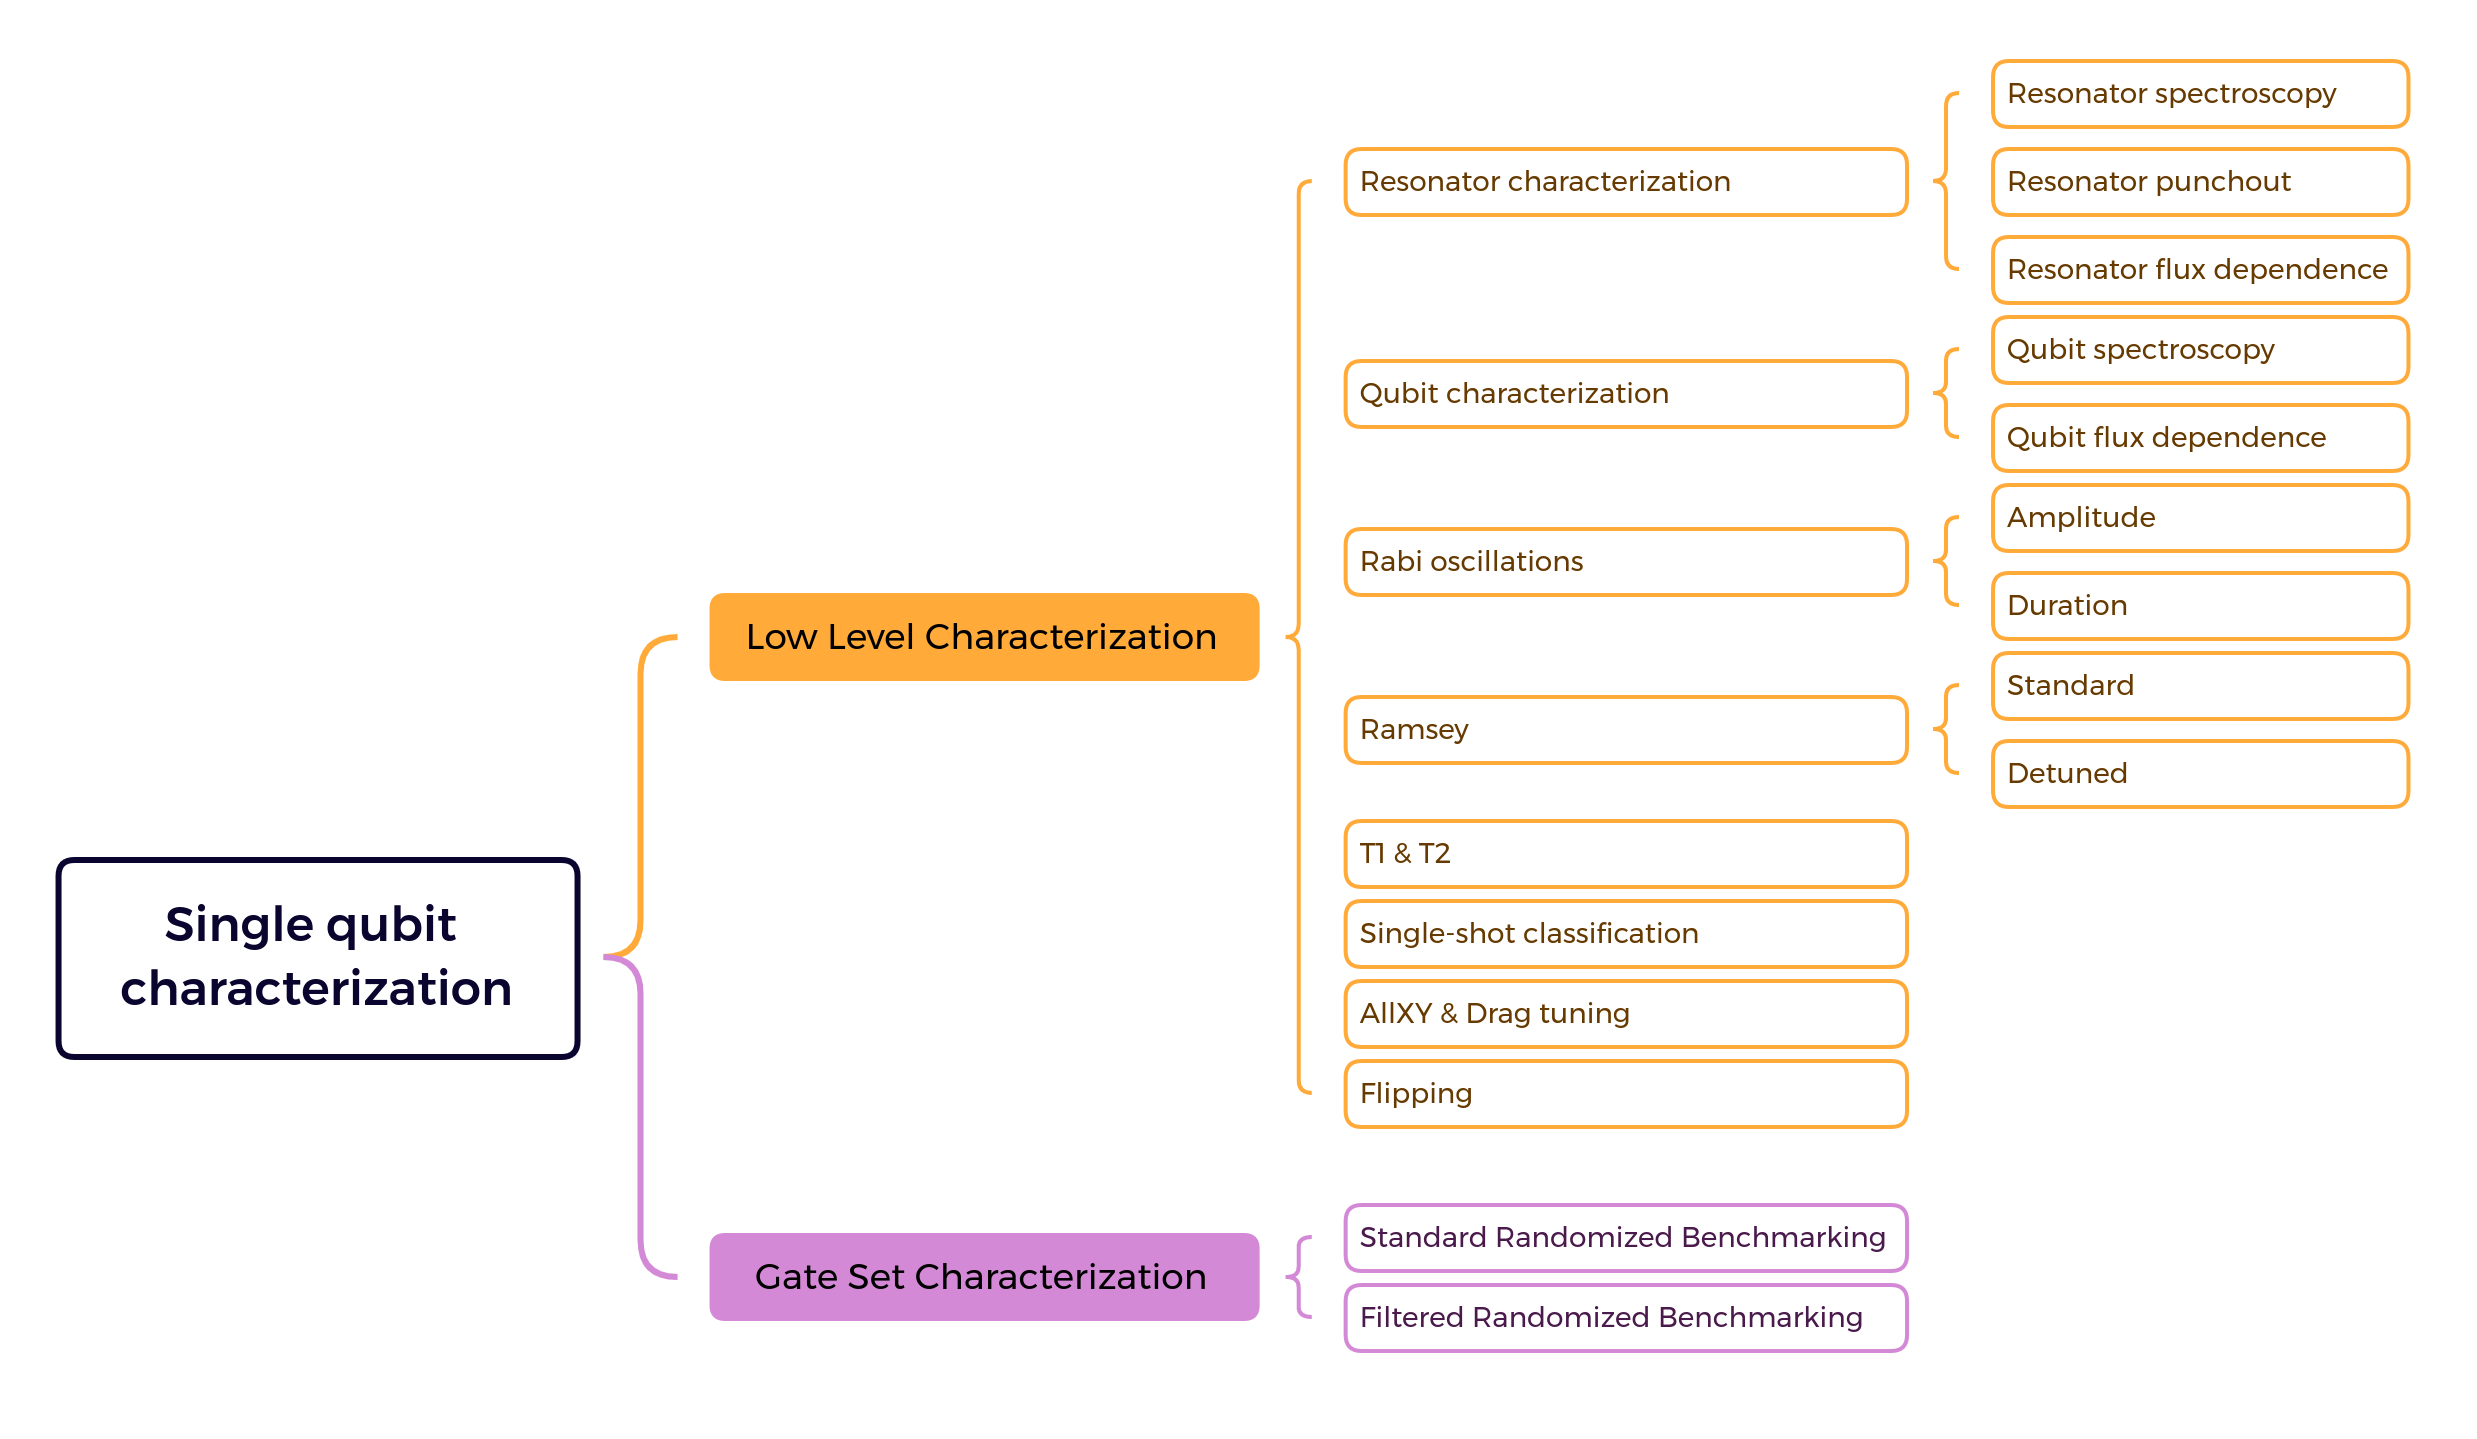 Single qubit
characterization
Low Level Characterization
Resonator characterization
Resonator spectroscopy
Resonator punchout
Resonator flux dependence
Qubit characterization
Qubit spectroscopy
Qubit flux dependence
Rabi oscillations
Amplitude
Duration
Ramsey
Standard
Detuned
T1 & T2
Single-shot classification
AllXY & Drag tuning
Flipping
Gate Set Characterization
Standard Randomized Benchmarking
Filtered Randomized Benchmarking